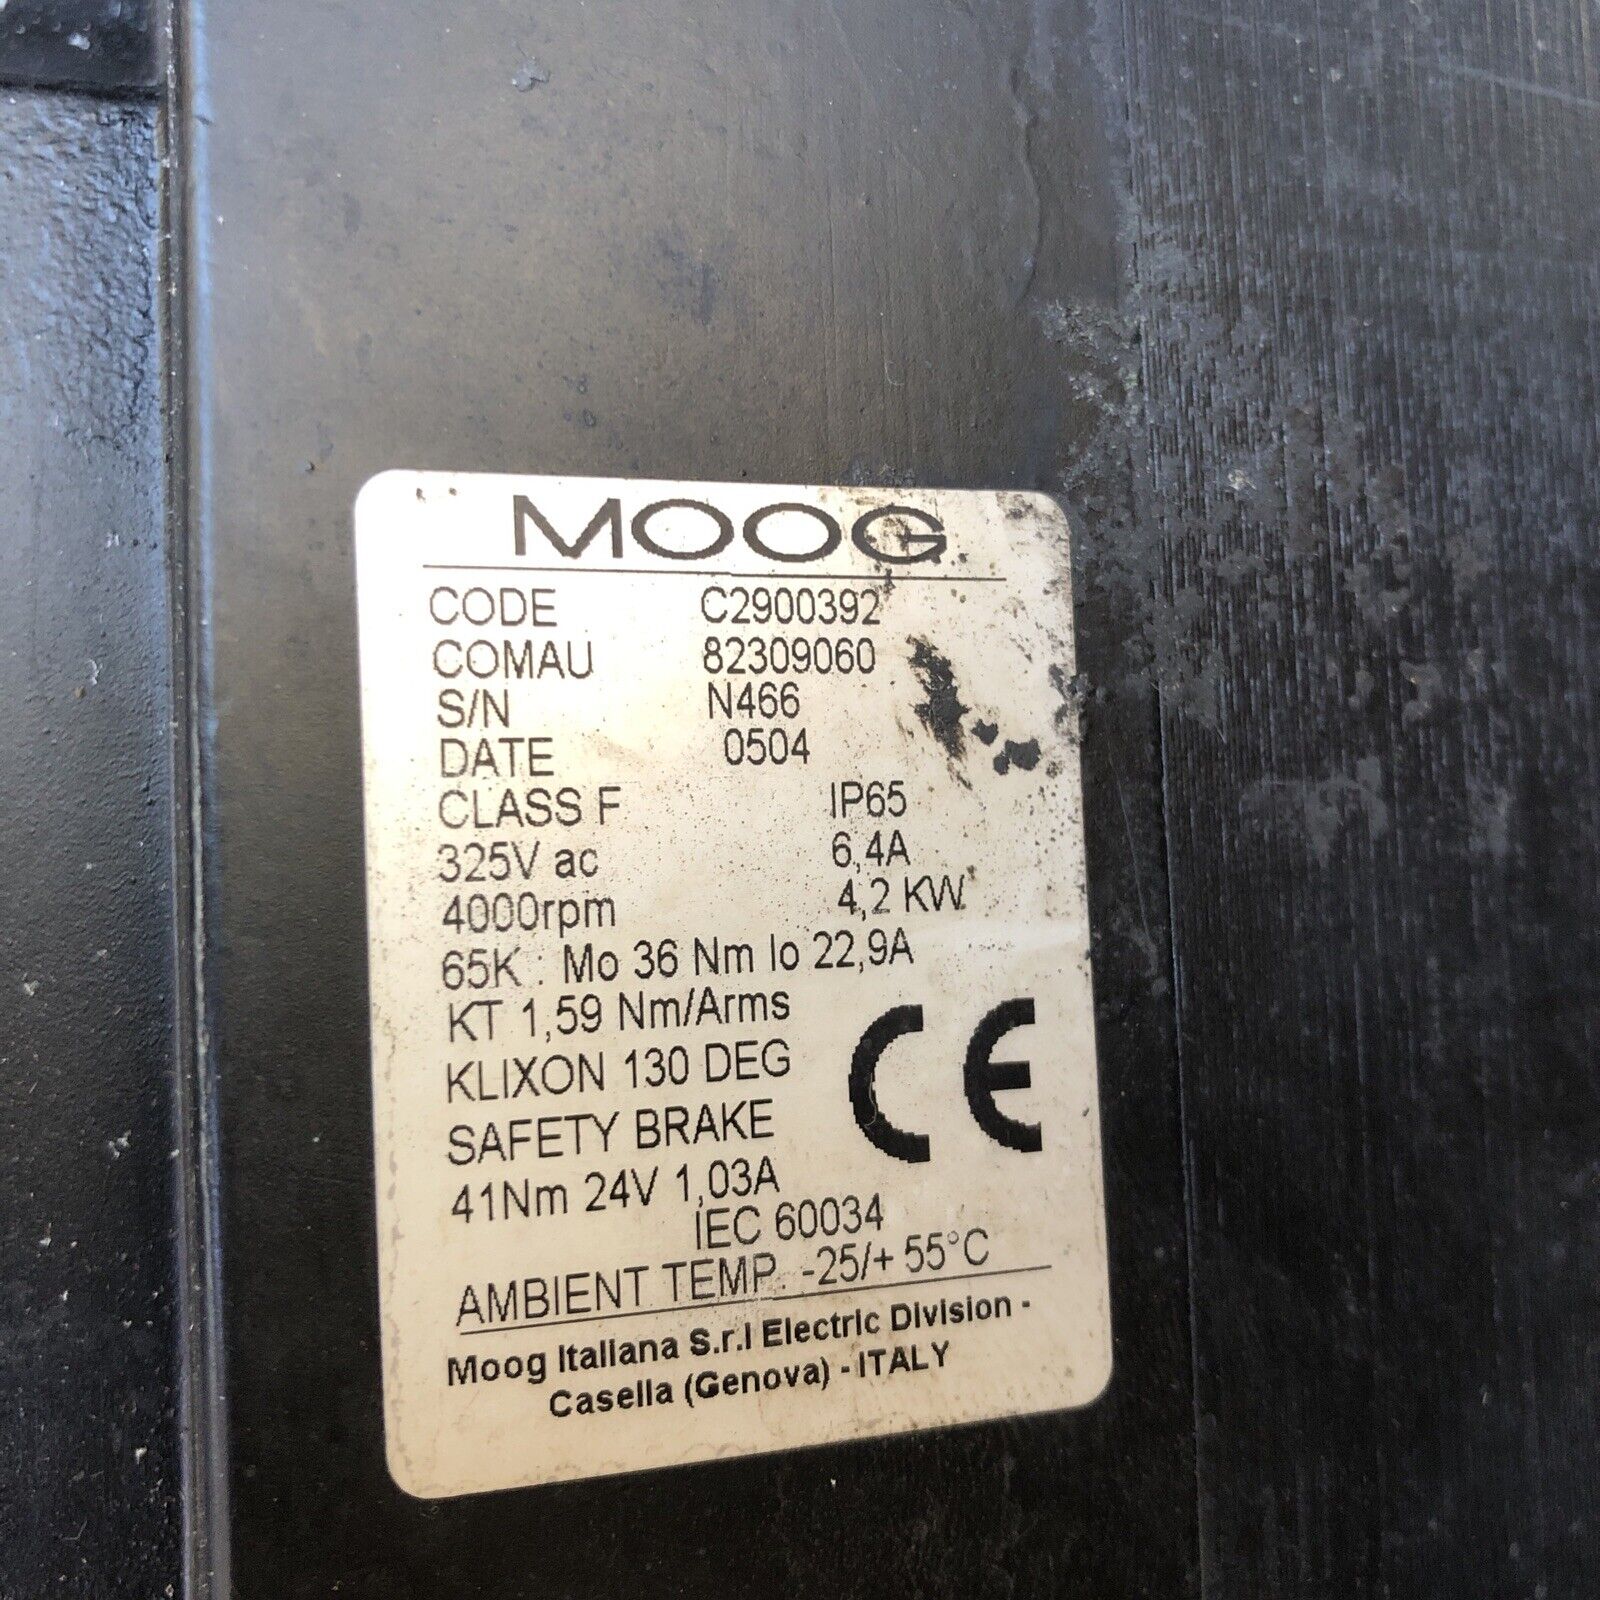 MOOG
CODE C2900392
COMAU 82309060
S/N N466
DATE 0504
CLASS F IP65
325V ac 6,4A
4000rpm 4,2 KW
65K : Mo 36 Nm Io 22,9A
KT 1,59 Nm/Arms
KLIXON 130 DEG
SAFETY BRAKE
41Nm 24V 1,03A
CE
IEC 60034
AMBIENT TEMP. -25/+ 55°C
Moog Italiana S.r.l Electric Division -
Casella (Genova) - ITALY